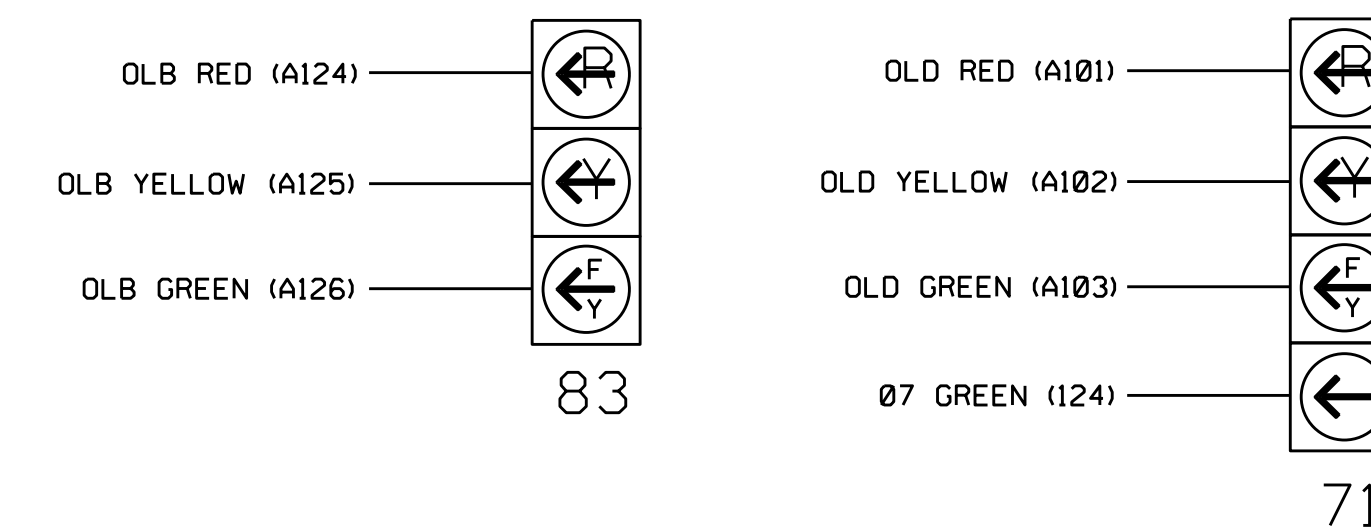 OLB RED (A124)
R
OLB YELLOW (A125)
Y
OLB GREEN (A126)
F
Y
83
OLD RED (A101)
R
OLD YELLOW (A102)
Y
OLD GREEN (A103)
F
Y
Ø7 GREEN (124)
71